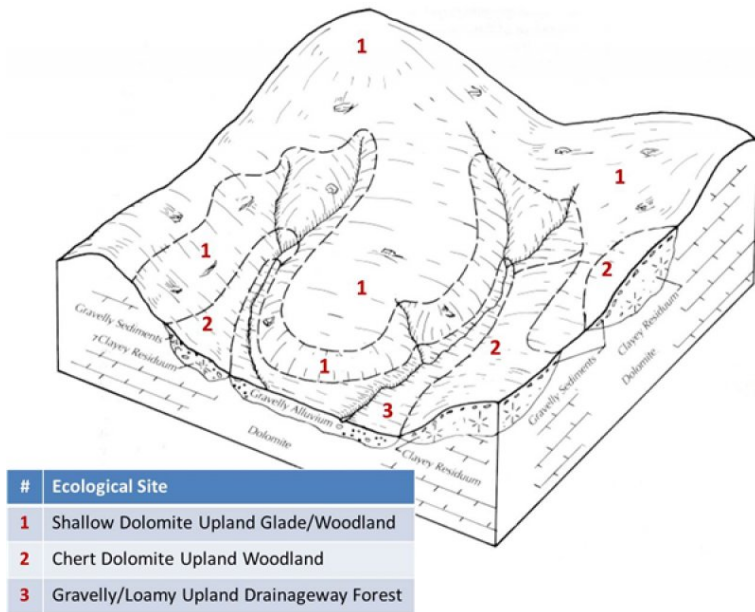 1
1
1
2
1
2
1
2
3
Gravelly Sediments
Clayey Residuum
Gravelly Alluvium
Dolomite
Clayey Residuum
Gravelly Sediments
Clayey Residuum
Dolomite
# Ecological Site
1 Shallow Dolomite Upland Glade/Woodland
2 Chert Dolomite Upland Woodland
3 Gravelly/Loamy Upland Drainageway Forest